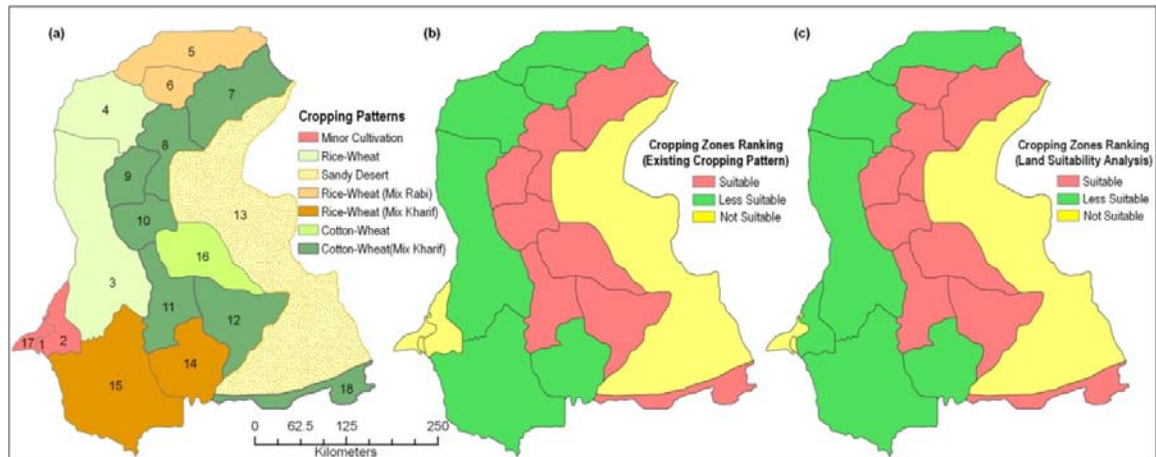 (a)
5
6
4
7
8
9
10
13
16
3
11
12
17
1
2
14
15
18
Cropping Patterns
Minor Cultivation
Rice-Wheat
Sandy Desert
Rice-Wheat (Mix Rabi)
Rice-Wheat (Mix Kharif)
Cotton-Wheat
Cotton-Wheat(Mix Kharif)
0 62.5 125 250
Kilometers
(b)
Cropping Zones Ranking
(Existing Cropping Pattern)
Suitable
Less Suitable
Not Suitable
(c)
Cropping Zones Ranking
(Land Suitability Analysis)
Suitable
Less Suitable
Not Suitable